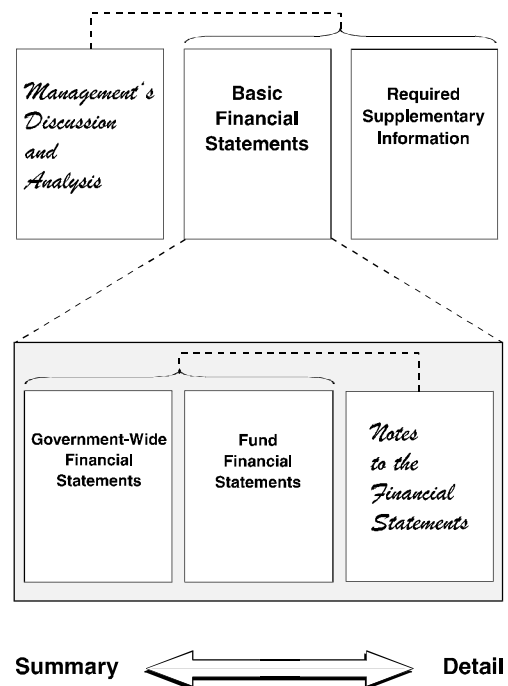 Management's
Discussion
and
Analysis
Basic
Financial
Statements
Required
Supplementary
Information
Government-Wide
Financial
Statements
Fund
Financial
Statements
Notes
to the
Financial
Statements
Summary
Detail